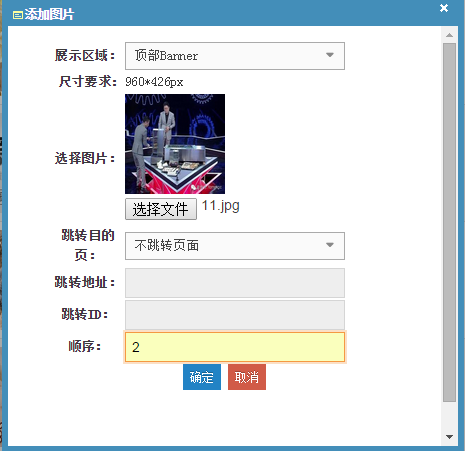 添加图片
展示区域： 顶部Banner
尺寸要求：960*426px
选择图片：
选择文件 11.jpg
跳转目的页： 不跳转页面
跳转地址：
跳转ID：
顺序： 2
确定 取消